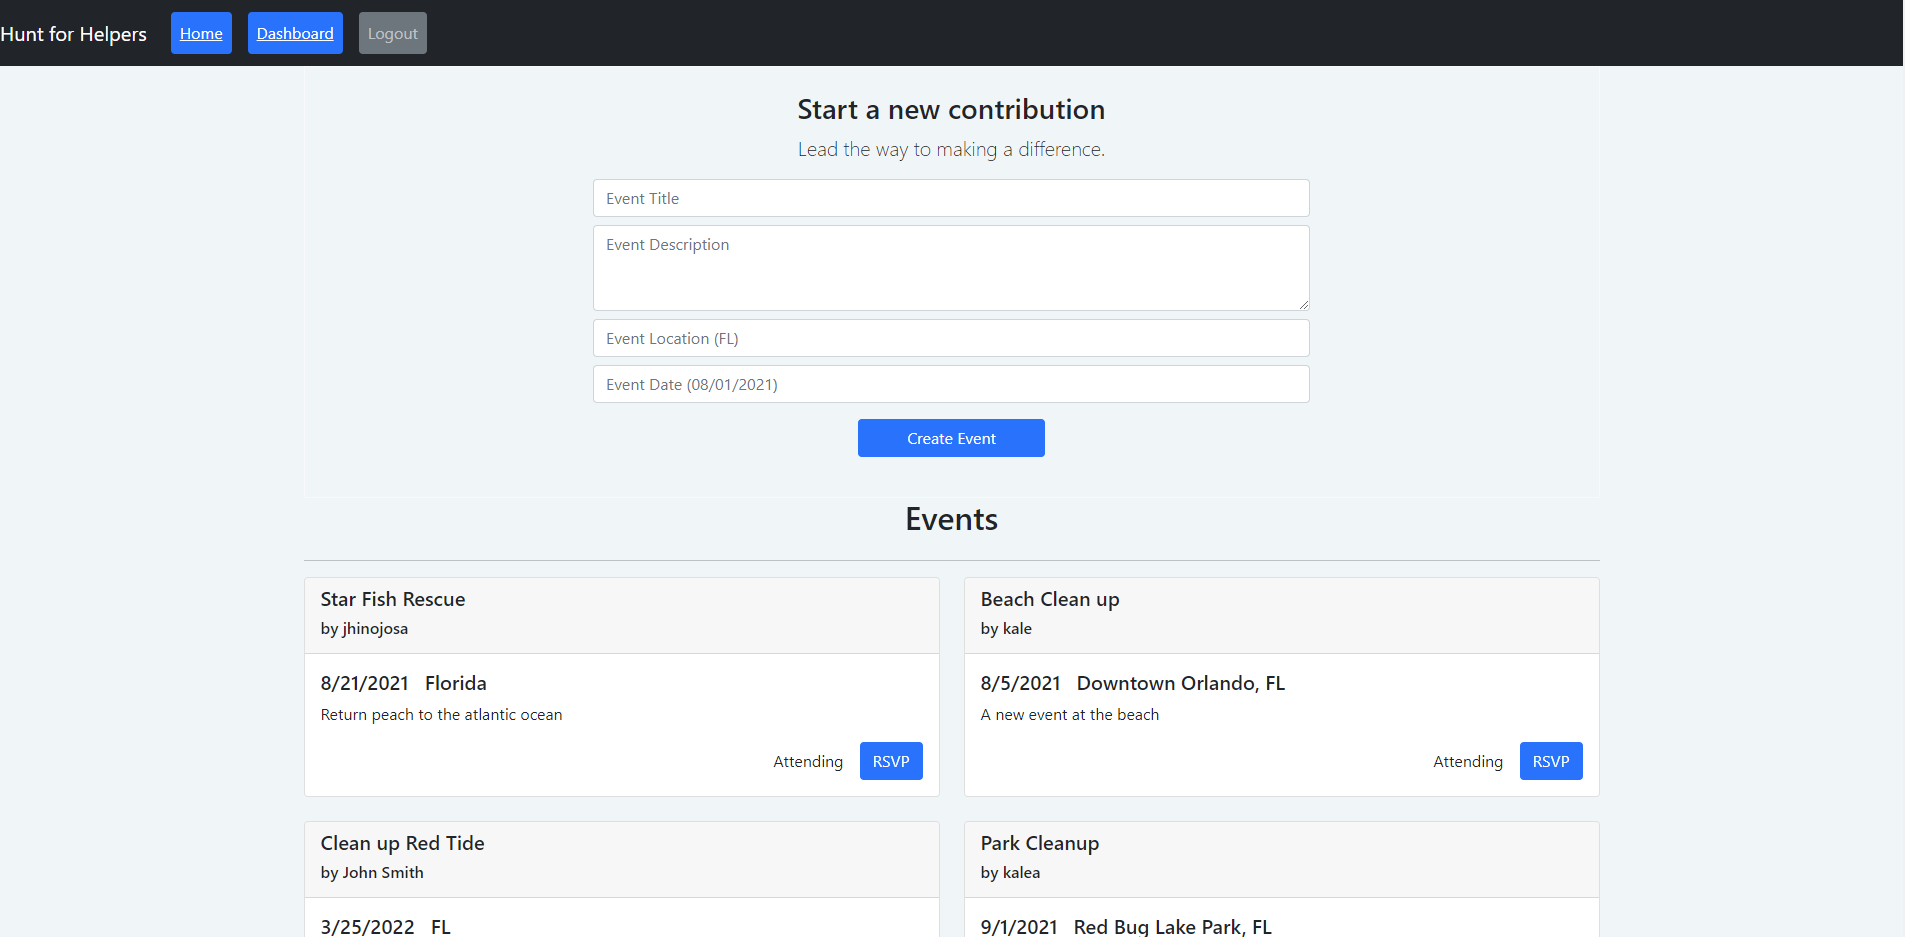 Hunt for Helpers Home Dashboard Logout
Start a new contribution
Lead the way to making a difference.
Event Title
Event Description
Event Location (FL)
Event Date (08/01/2021)
Create Event
Events
Star Fish Rescue
by jhinojosa
8/21/2021 Florida
Return peach to the atlantic ocean
Attending RSVP
Beach Clean up
by kale
8/5/2021 Downtown Orlando, FL
A new event at the beach
Attending RSVP
Clean up Red Tide
by John Smith
3/25/2022 FL
Park Cleanup
by kalea
9/1/2021 Red Bug Lake Park, FL